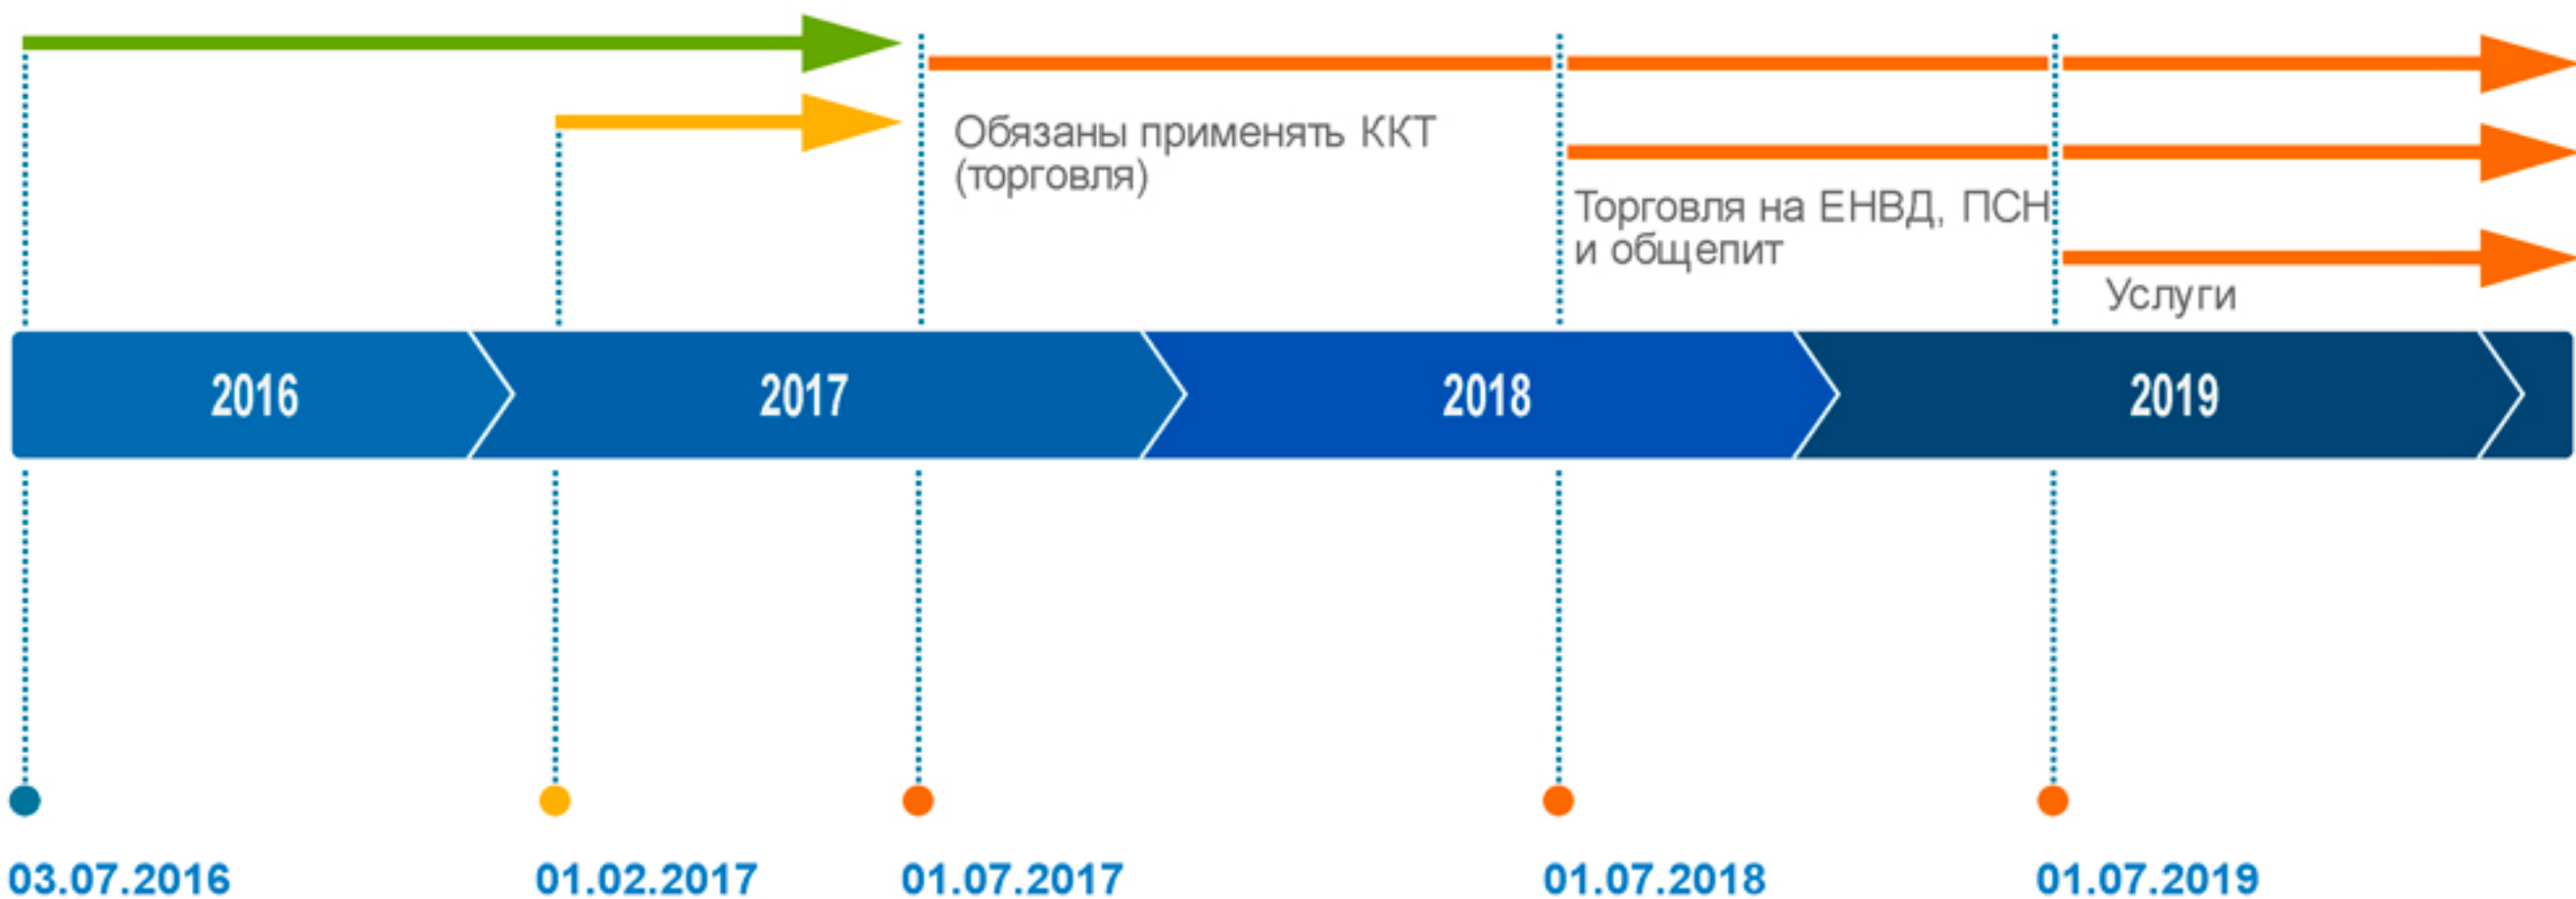 Обязаны применять ККТ
(торговля)
Торговля на ЕНВД, ПСН
и общепит
Услуги
2016
2017
2018
2019
03.07.2016
01.02.2017
01.07.2017
01.07.2018
01.07.2019